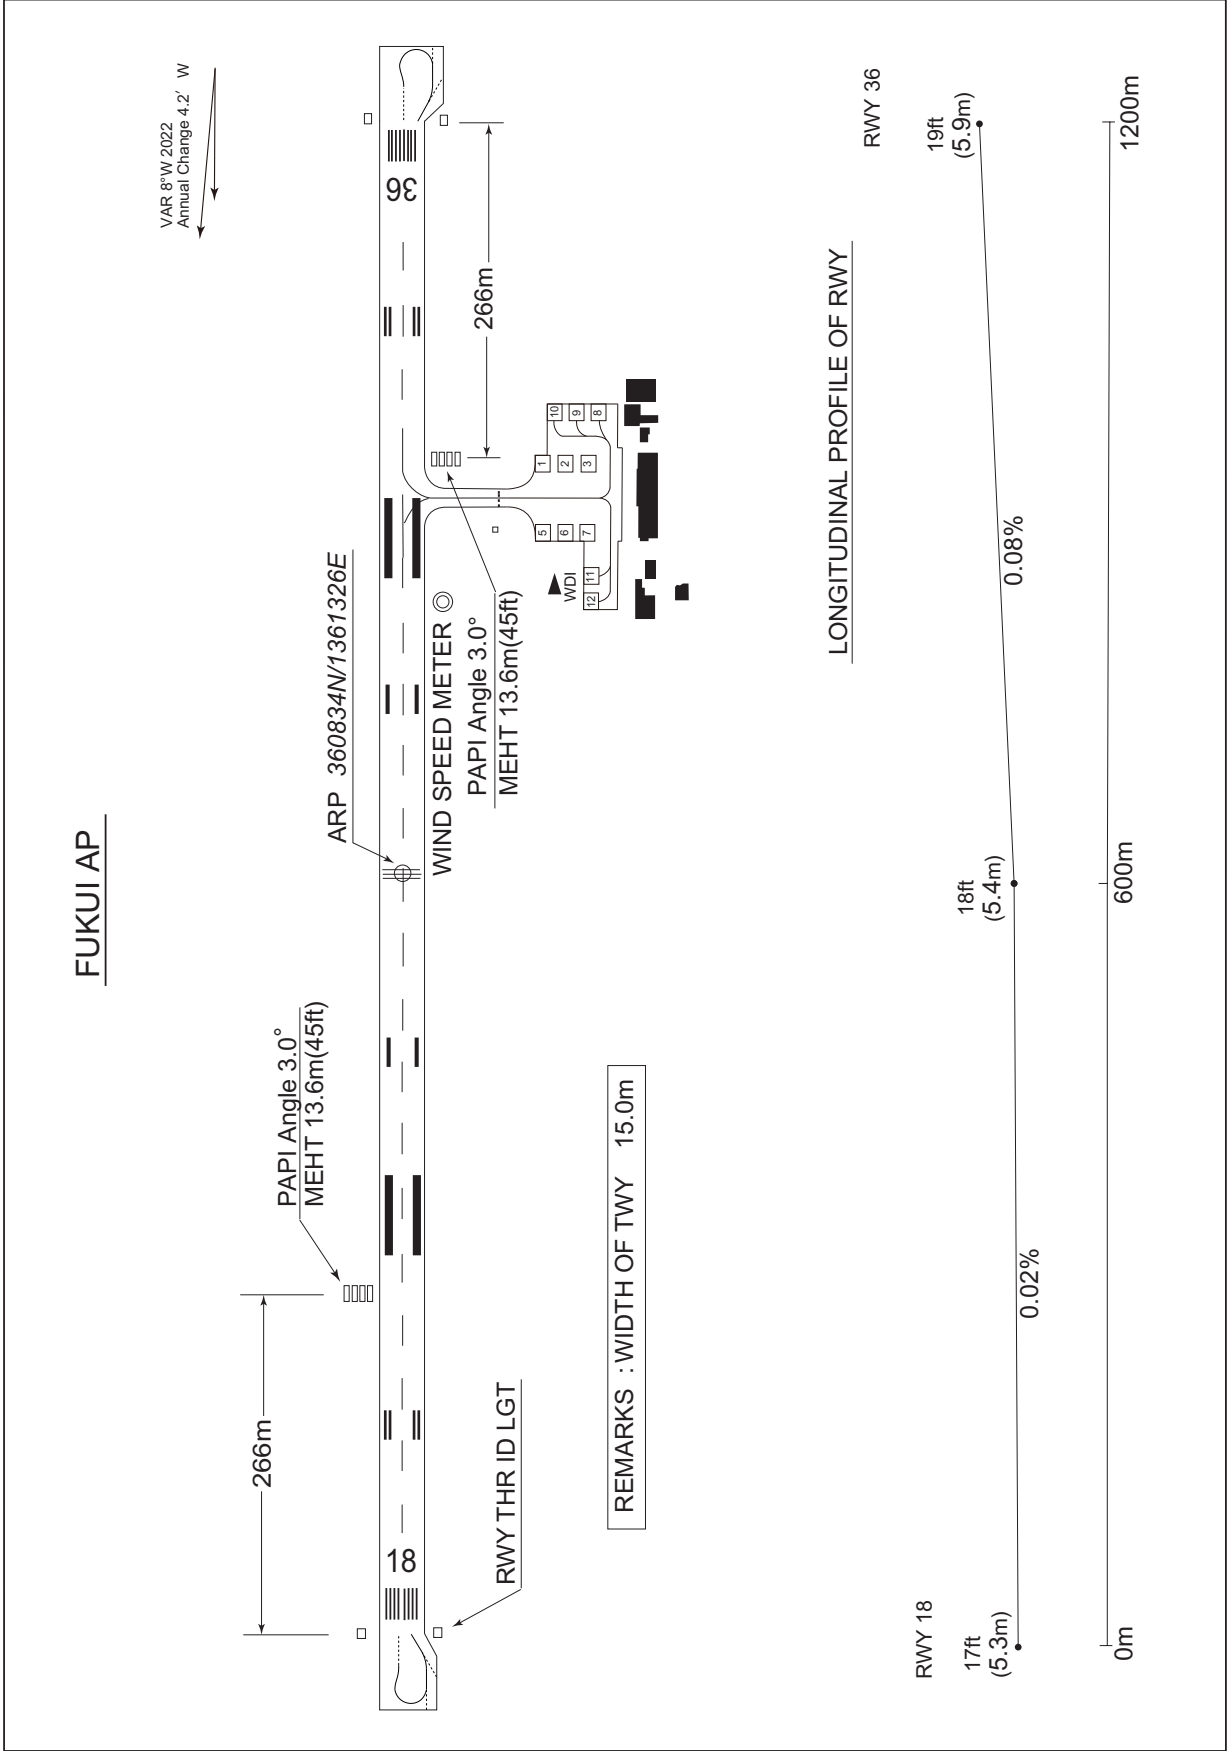 FUKUI AP
VAR 8°W 2022
Annual Change 4.2′ W
266m
PAPI Angle 3.0°
MEHT 13.6m(45ft)
ARP 360834N/1361326E
18
36
WIND SPEED METER
PAPI Angle 3.0°
MEHT 13.6m(45ft)
266m
RWY THR ID LGT
WDI
1
2
3
5
6
7
8
9
10
11
12
REMARKS : WIDTH OF TWY 15.0m
LONGITUDINAL PROFILE OF RWY
RWY 18
RWY 36
17ft
(5.3m)
18ft
(5.4m)
19ft
(5.9m)
0.02%
0.08%
0m
600m
1200m